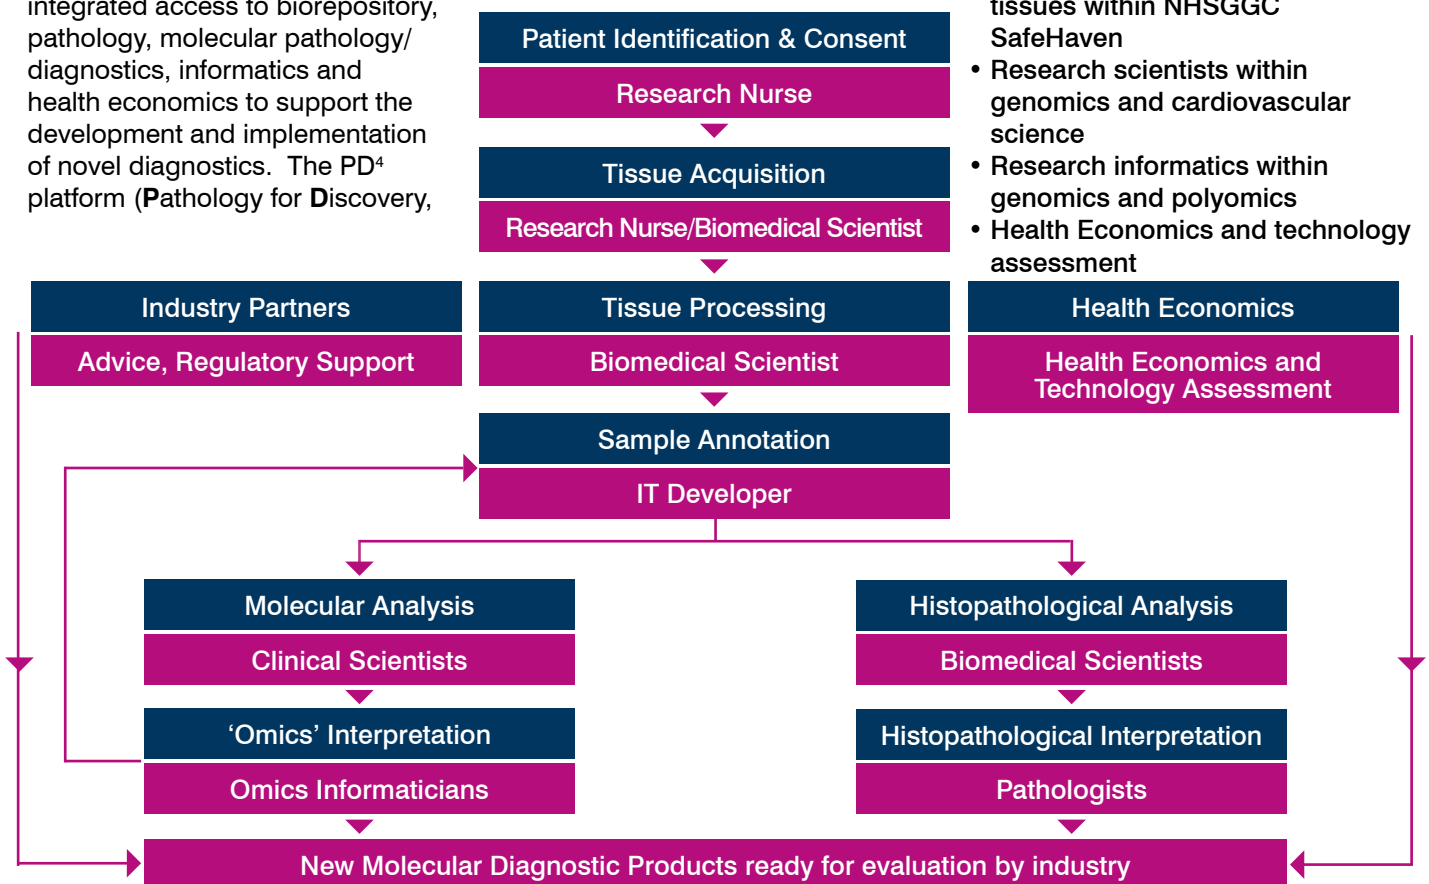 integrated access to biorepository,
pathology, molecular pathology/
diagnostics, informatics and
health economics to support the
development and implementation
of novel diagnostics. The PD⁴
platform (Pathology for Discovery,
tissues within NHSGGC
SafeHaven
• Research scientists within
genomics and cardiovascular
science
• Research informatics within
genomics and polyomics
• Health Economics and technology
assessment
Patient Identification & Consent
Research Nurse
Tissue Acquisition
Research Nurse/Biomedical Scientist
Industry Partners
Advice, Regulatory Support
Tissue Processing
Biomedical Scientist
Health Economics
Health Economics and
Technology Assessment
Sample Annotation
IT Developer
Molecular Analysis
Clinical Scientists
‘Omics’ Interpretation
Omics Informaticians
Histopathological Analysis
Biomedical Scientists
Histopathological Interpretation
Pathologists
New Molecular Diagnostic Products ready for evaluation by industry